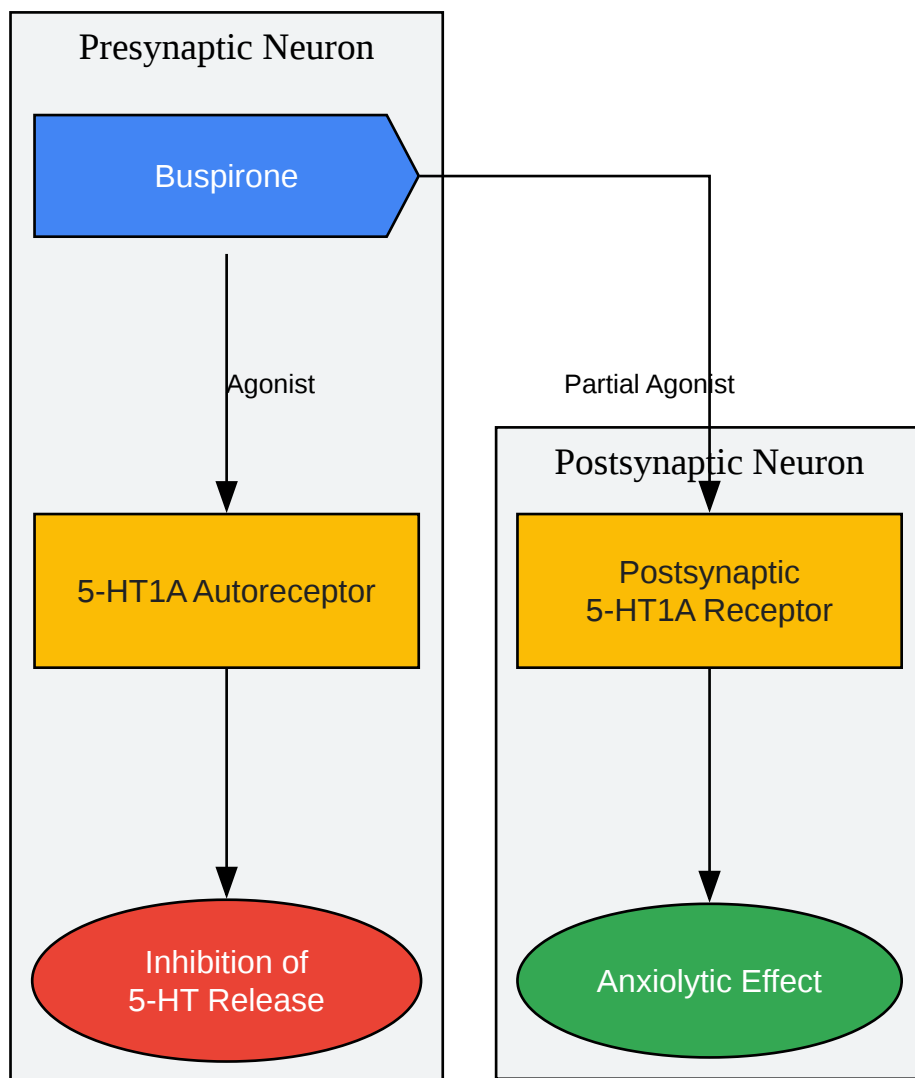 Presynaptic Neuron
Buspirone
Agonist
Partial Agonist
Postsynaptic Neuron
5-HT1A Autoreceptor
Postsynaptic
5-HT1A Receptor
Inhibition of
5-HT Release
Anxiolytic Effect